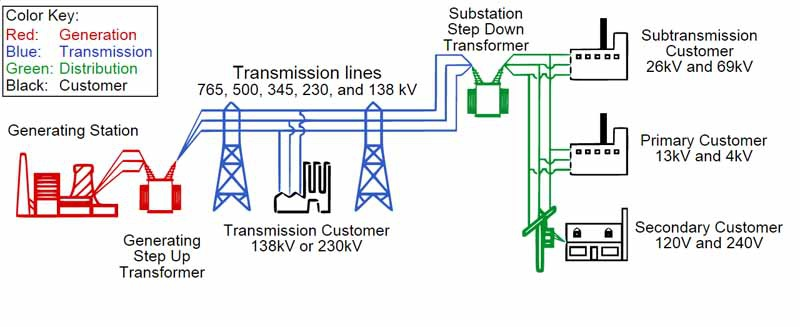 Color Key:
Red: Generation
Blue: Transmission
Green: Distribution
Black: Customer
Substation
Step Down
Transformer
Subtransmission
Customer
26kV and 69kV
Transmission lines
765, 500, 345, 230, and 138 kV
Generating Station
Primary Customer
13kV and 4kV
Transmission Customer
138kV or 230kV
Generating
Step Up
Transformer
Secondary Customer
120V and 240V